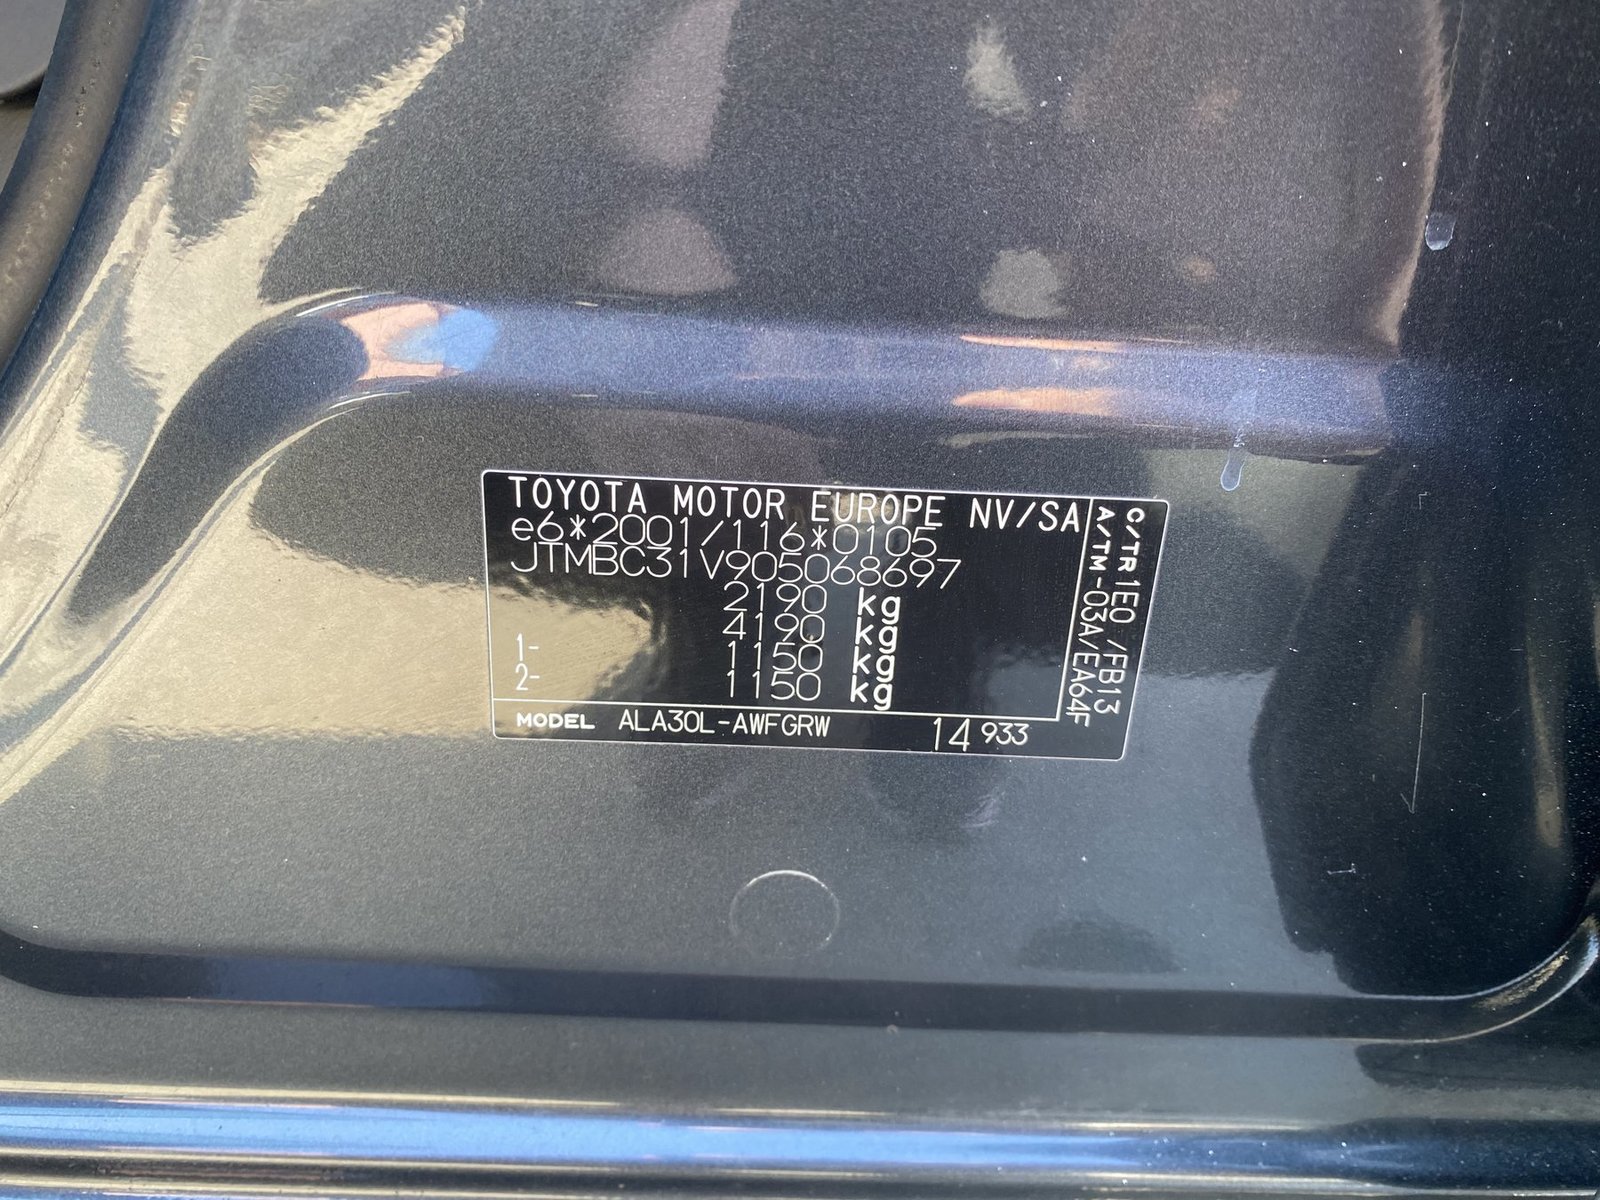 TOYOTA MOTOR EUROPE NV/SA
e6*2001/116*0105
JTMBC31V905068697
2190 kg
4190 kg
1- 1150 kg
2- 1150 kg
MODEL ALA30L-AWFGRW 14 933
C/TR 1E0 /FB13
A/TM -03A/EA64F